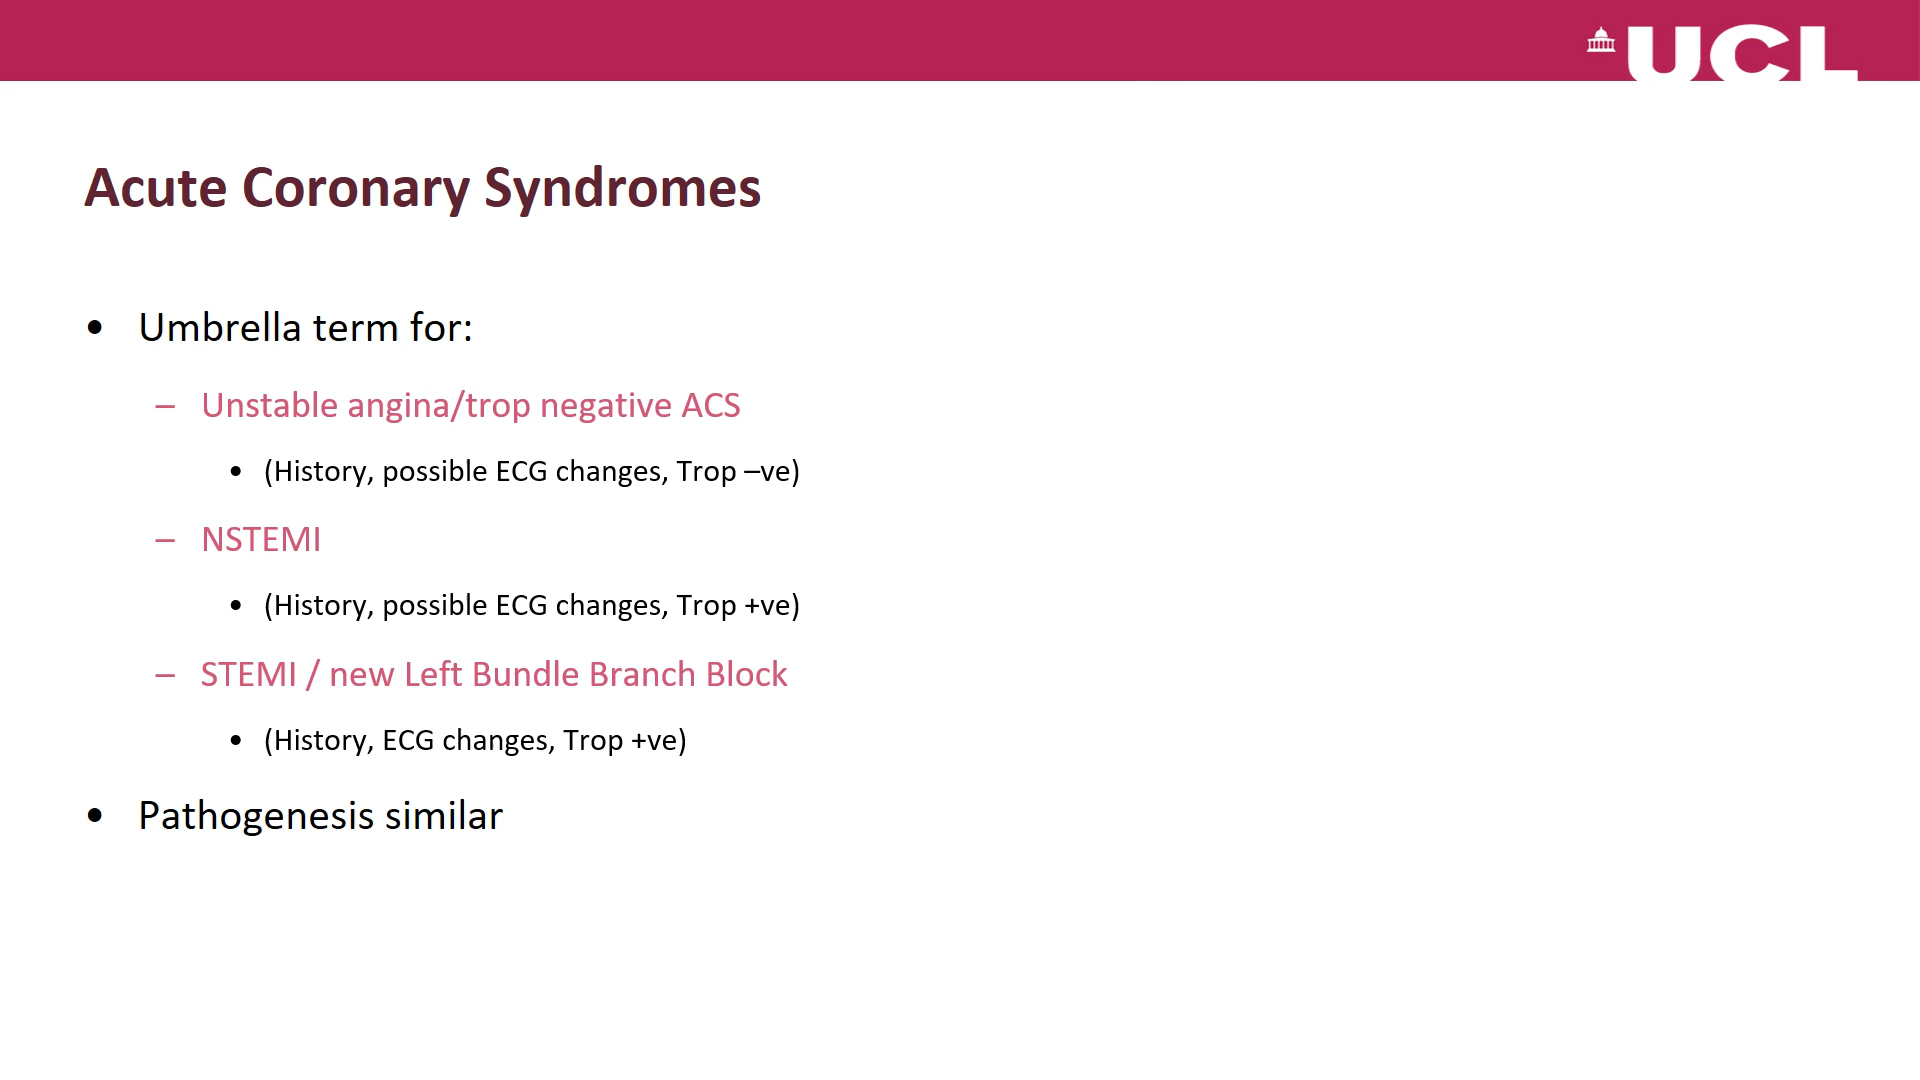 UCL
Acute Coronary Syndromes
• Umbrella term for:
– Unstable angina/trop negative ACS
• (History, possible ECG changes, Trop –ve)
– NSTEMI
• (History, possible ECG changes, Trop +ve)
– STEMI / new Left Bundle Branch Block
• (History, ECG changes, Trop +ve)
• Pathogenesis similar